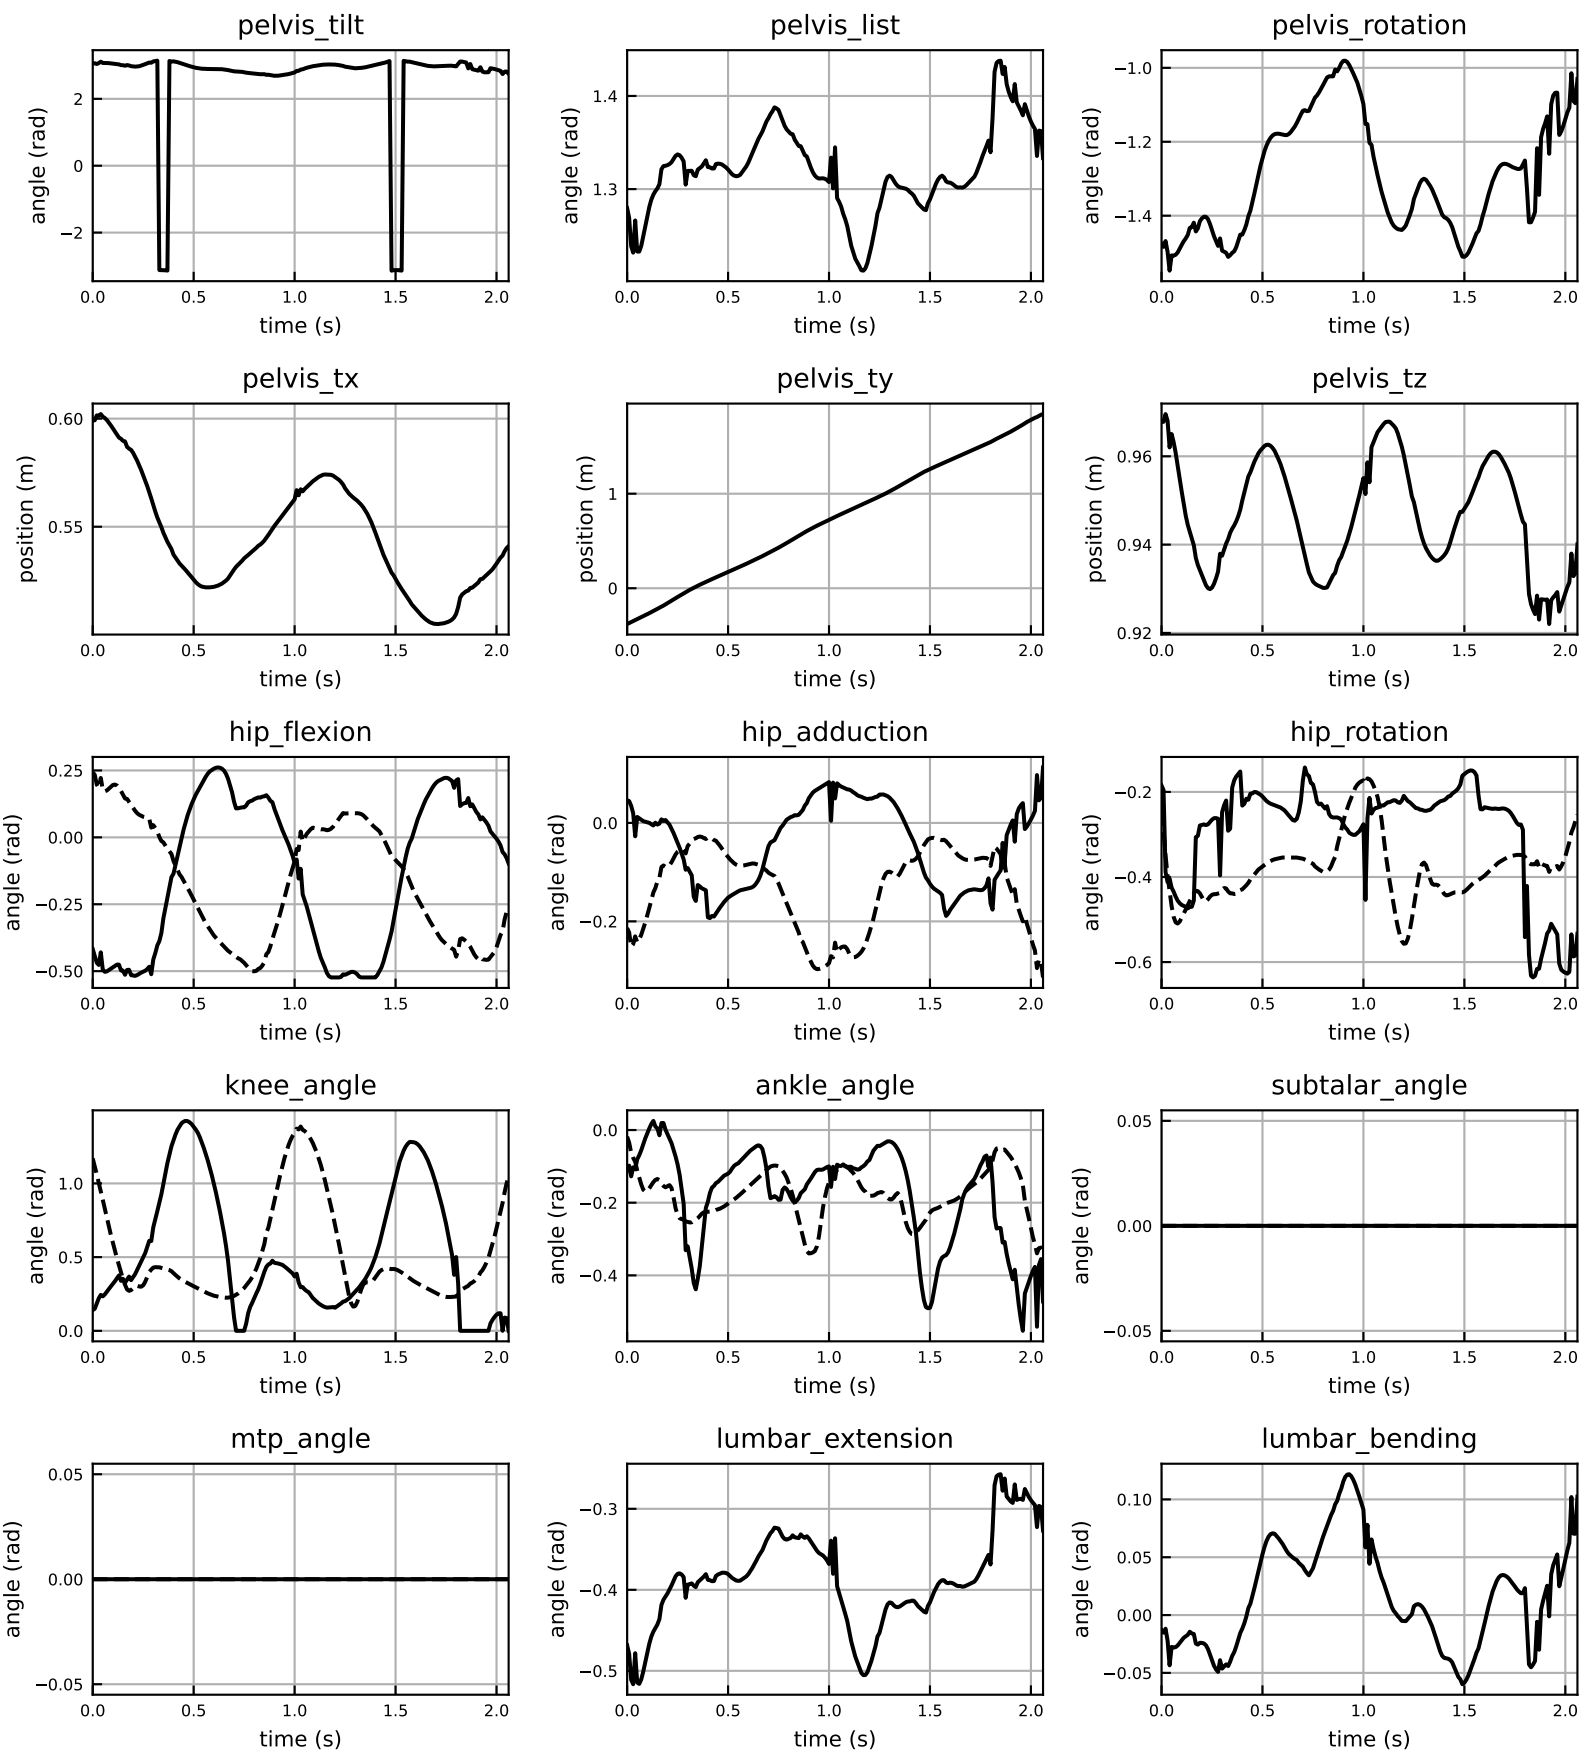 pelvis_tilt
angle (rad)
2
0
−2
0.0 0.5 1.0 1.5 2.0
time (s)
pelvis_list
angle (rad)
1.4
1.3
0.0 0.5 1.0 1.5 2.0
time (s)
pelvis_rotation
angle (rad)
−1.0
−1.2
−1.4
0.0 0.5 1.0 1.5 2.0
time (s)
pelvis_tx
position (m)
0.60
0.55
0.0 0.5 1.0 1.5 2.0
time (s)
pelvis_ty
position (m)
1
0
0.0 0.5 1.0 1.5 2.0
time (s)
pelvis_tz
position (m)
0.96
0.94
0.92
0.0 0.5 1.0 1.5 2.0
time (s)
hip_flexion
angle (rad)
0.25
0.00
−0.25
−0.50
0.0 0.5 1.0 1.5 2.0
time (s)
hip_adduction
angle (rad)
0.0
−0.2
0.0 0.5 1.0 1.5 2.0
time (s)
hip_rotation
angle (rad)
−0.2
−0.4
−0.6
0.0 0.5 1.0 1.5 2.0
time (s)
knee_angle
angle (rad)
1.0
0.5
0.0
0.0 0.5 1.0 1.5 2.0
time (s)
ankle_angle
angle (rad)
0.0
−0.2
−0.4
0.0 0.5 1.0 1.5 2.0
time (s)
subtalar_angle
angle (rad)
0.05
0.00
−0.05
0.0 0.5 1.0 1.5 2.0
time (s)
mtp_angle
angle (rad)
0.05
0.00
−0.05
0.0 0.5 1.0 1.5 2.0
time (s)
lumbar_extension
angle (rad)
−0.3
−0.4
−0.5
0.0 0.5 1.0 1.5 2.0
time (s)
lumbar_bending
angle (rad)
0.10
0.05
0.00
−0.05
0.0 0.5 1.0 1.5 2.0
time (s)